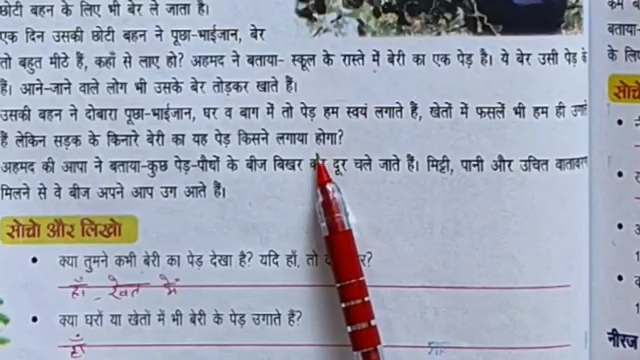 छोटी बहन के लिए भी बेर ले जाता है।
एक दिन उसकी छोटी बहन ने पूछा-भाईजान, बेर
तो बहुत मीठे हैं, कहाँ से लाए हो? अहमद ने बताया- स्कूल के रास्ते में बेरी का एक पेड़ है। ये बेर उसी पेड़ के
हैं। आने-जाने वाले लोग भी उसके बेर तोड़कर खाते हैं।
उसकी बहन ने दोबारा पूछा-भाईजान, घर व बाग में तो पेड़ हम स्वयं लगाते हैं, खेतों में फसलें भी हम ही
हैं लेकिन सड़क के किनारे बेरी का यह पेड़ किसने लगाया होगा?
अहमद की आपा ने बताया-कुछ पेड़-पौधों के बीज बिखर कर दूर चले जाते हैं। मिट्टी, पानी और उचित
मिलने से वे बीज अपने आप उग आते हैं।
सोचो और लिखो
• क्या तुमने कभी बेरी का पेड़ देखा है? यदि हाँ, तो
हाँ - खेत में
• क्या घरों या खेतों में भी बेरी के पेड़ उगाते हैं?
हाँ
बताया-
के लिए
नीरज